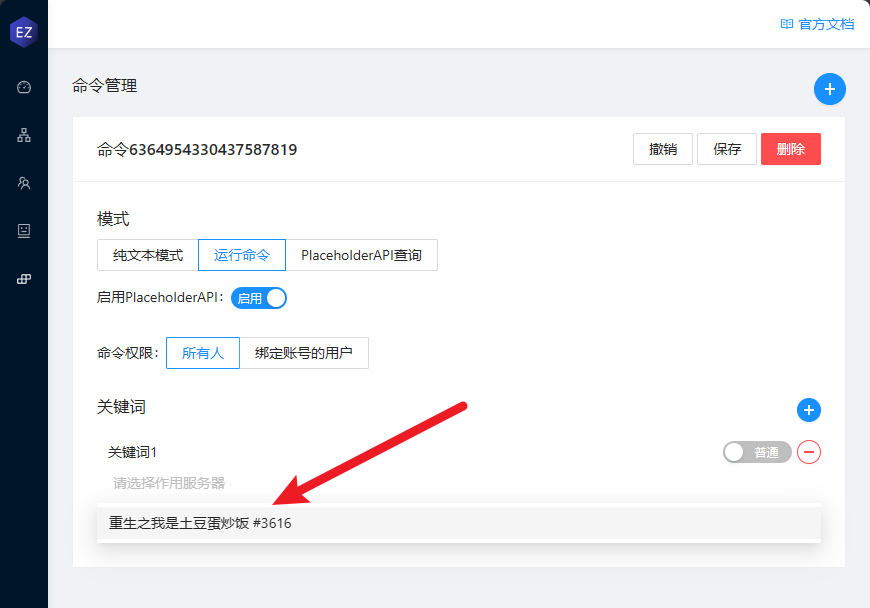 EZ
官方文档
命令管理
命令6364954330437587819
撤销 保存 删除
模式
纯文本模式 运行命令 PlaceholderAPI查询
启用PlaceholderAPI： 启用
命令权限： 所有人 绑定账号的用户
关键词
关键词1 普通
请选择作用服务器
重生之我是土豆蛋炒饭 #3616